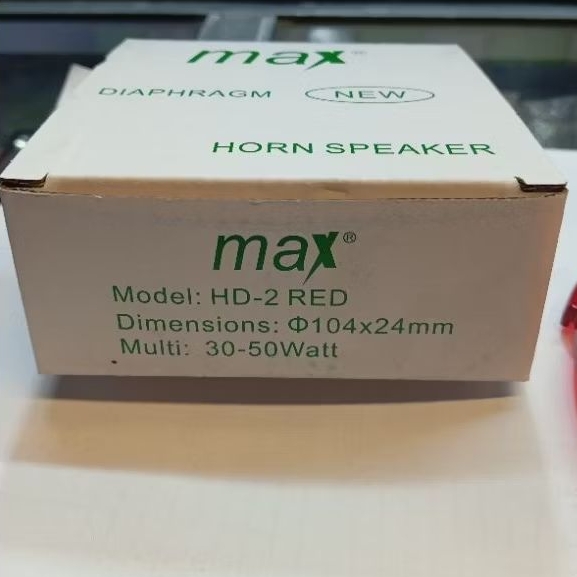 max®
DIAPHRAGM NEW
HORN SPEAKER
max®
Model: HD-2 RED
Dimensions: Φ104x24mm
Multi: 30-50Watt